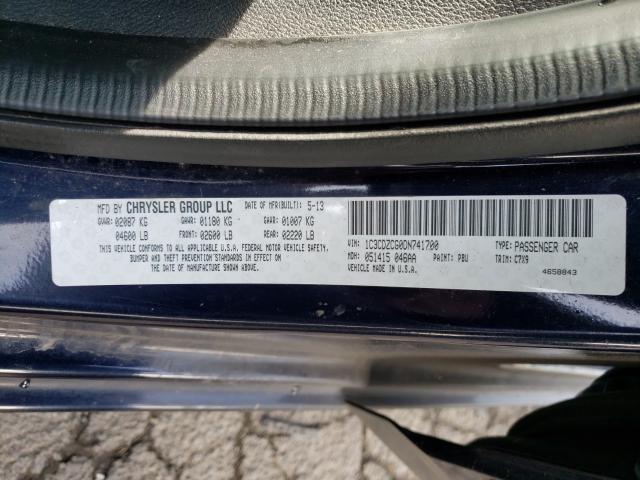 MFD BY CHRYSLER GROUP LLC DATE OF MFR(BUILT): 5-13
GVWR: 02087 KG GAWR: 01180 KG GAWR: 01007 KG
04600 LB FRONT: 02600 LB REAR: 02220 LB
THIS VEHICLE CONFORMS TO APPLICABLE U.S.A. FEDERAL MOTOR VEHICLE SAFETY,
BUMPER AND THEFT PREVENTION STANDARDS IN EFFECT ON
THE DATE OF MANUFACTURE SHOWN ABOVE.
VIN: 1C3CDZCG0DN741700 TYPE: PASSENGER CAR
MDH: 051415 046AA PAINT: PBU TRIM: C7X9
MADE IN U.S.A. 4658843